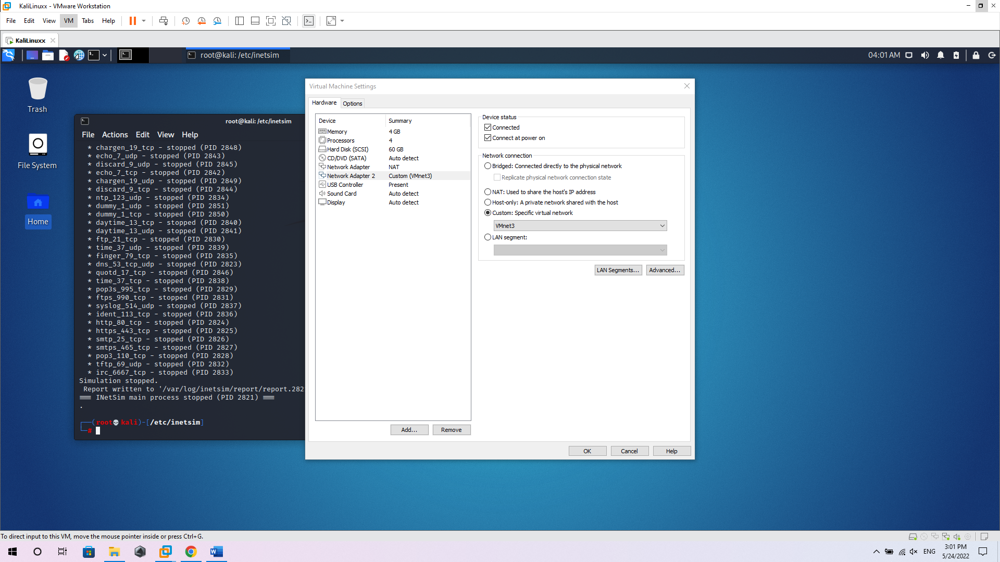 KaliLinuxx - VMware Workstation
File Edit View VM Tabs Help
KaliLinuxx
root@kali: /etc/inetsim
04:01 AM
Trash
File System
Home
root@kali: /etc/inetsim
File Actions Edit View Help
* chargen_19_tcp - stopped (PID 2848)
* echo_7_udp - stopped (PID 2843)
* discard_9_udp - stopped (PID 2845)
* echo_7_tcp - stopped (PID 2842)
* chargen_19_udp - stopped (PID 2849)
* discard_9_tcp - stopped (PID 2844)
* ntp_123_udp - stopped (PID 2834)
* dummy_1_udp - stopped (PID 2851)
* dummy_1_tcp - stopped (PID 2850)
* daytime_13_tcp - stopped (PID 2840)
* daytime_13_udp - stopped (PID 2841)
* ftp_21_tcp - stopped (PID 2830)
* time_37_udp - stopped (PID 2839)
* finger_79_tcp - stopped (PID 2835)
* dns_53_tcp_udp - stopped (PID 2823)
* quotd_17_tcp - stopped (PID 2846)
* time_37_tcp - stopped (PID 2838)
* pop3s_995_tcp - stopped (PID 2829)
* ftps_990_tcp - stopped (PID 2831)
* syslog_514_udp - stopped (PID 2837)
* ident_113_tcp - stopped (PID 2836)
* http_80_tcp - stopped (PID 2824)
* https_443_tcp - stopped (PID 2825)
* smtp_25_tcp - stopped (PID 2826)
* smtps_465_tcp - stopped (PID 2827)
* pop3_110_tcp - stopped (PID 2828)
* tftp_69_udp - stopped (PID 2832)
* irc_6667_tcp - stopped (PID 2833)
Simulation stopped.
Report written to '/var/log/inetsim/report/report.282
=== INetSim main process stopped (PID 2821) ===
.
(root💀kali)-[/etc/inetsim]
#
Virtual Machine Settings
Hardware Options
Device Summary
Memory 4 GB
Processors 4
Hard Disk (SCSI) 60 GB
CD/DVD (SATA) Auto detect
Network Adapter NAT
Network Adapter 2 Custom (VMnet3)
USB Controller Present
Sound Card Auto detect
Display Auto detect
Add... Remove
Device status
Connected
Connect at power on
Network connection
Bridged: Connected directly to the physical network
Replicate physical network connection state
NAT: Used to share the host's IP address
Host-only: A private network shared with the host
Custom: Specific virtual network
VMnet3
LAN segment:
LAN Segments... Advanced...
OK Cancel Help
To direct input to this VM, move the mouse pointer inside or press Ctrl+G.
ENG
3:01 PM
5/24/2022